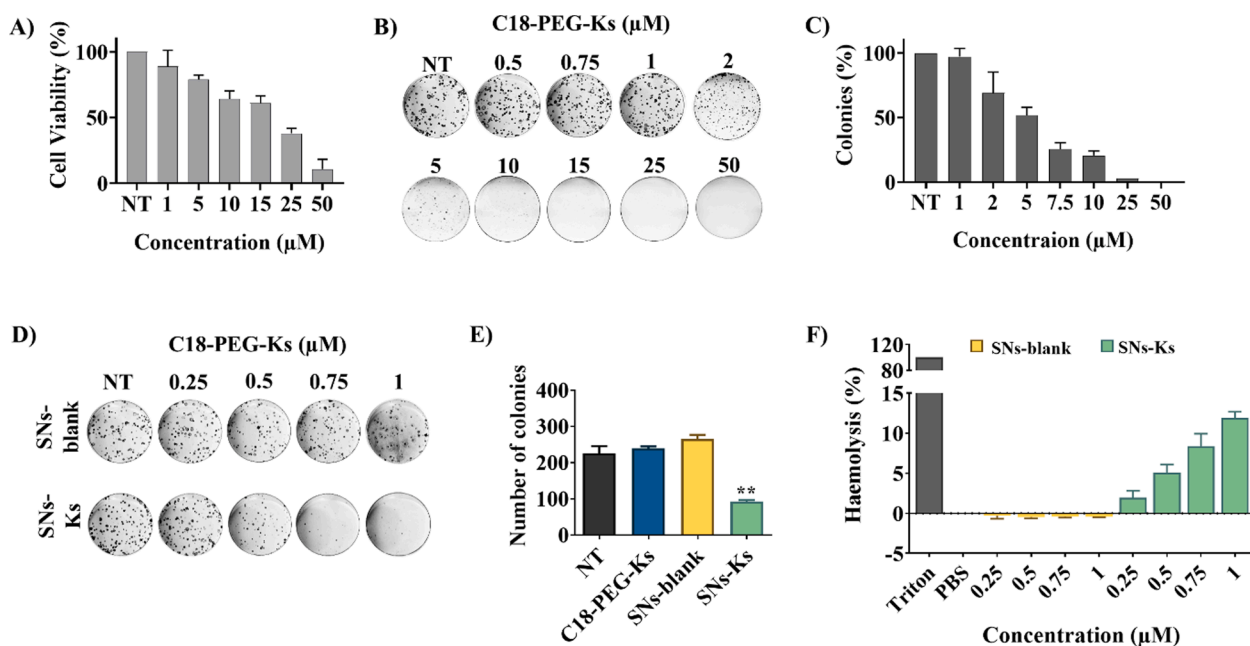 A)
Cell Viability (%)
100
50
0
NT 1 5 10 15 25 50
Concentration (µM)
B)
C18-PEG-Ks (µM)
NT 0.5 0.75 1 2
5 10 15 25 50
C)
Colonies (%)
100
50
0
NT 1 2 5 7.5 10 25 50
Concentraion (µM)
D)
C18-PEG-Ks (µM)
NT 0.25 0.5 0.75 1
SNs-
blank
SNs-
Ks
E)
Number of colonies
400
300
200
100
0
**
NT C18-PEG-Ks SNs-blank SNs-Ks
F)
SNs-blank SNs-Ks
Haemolysis (%)
120
80
15
10
5
0
-5
Triton PBS 0.25 0.5 0.75 1 0.25 0.5 0.75 1
Concentration (µM)